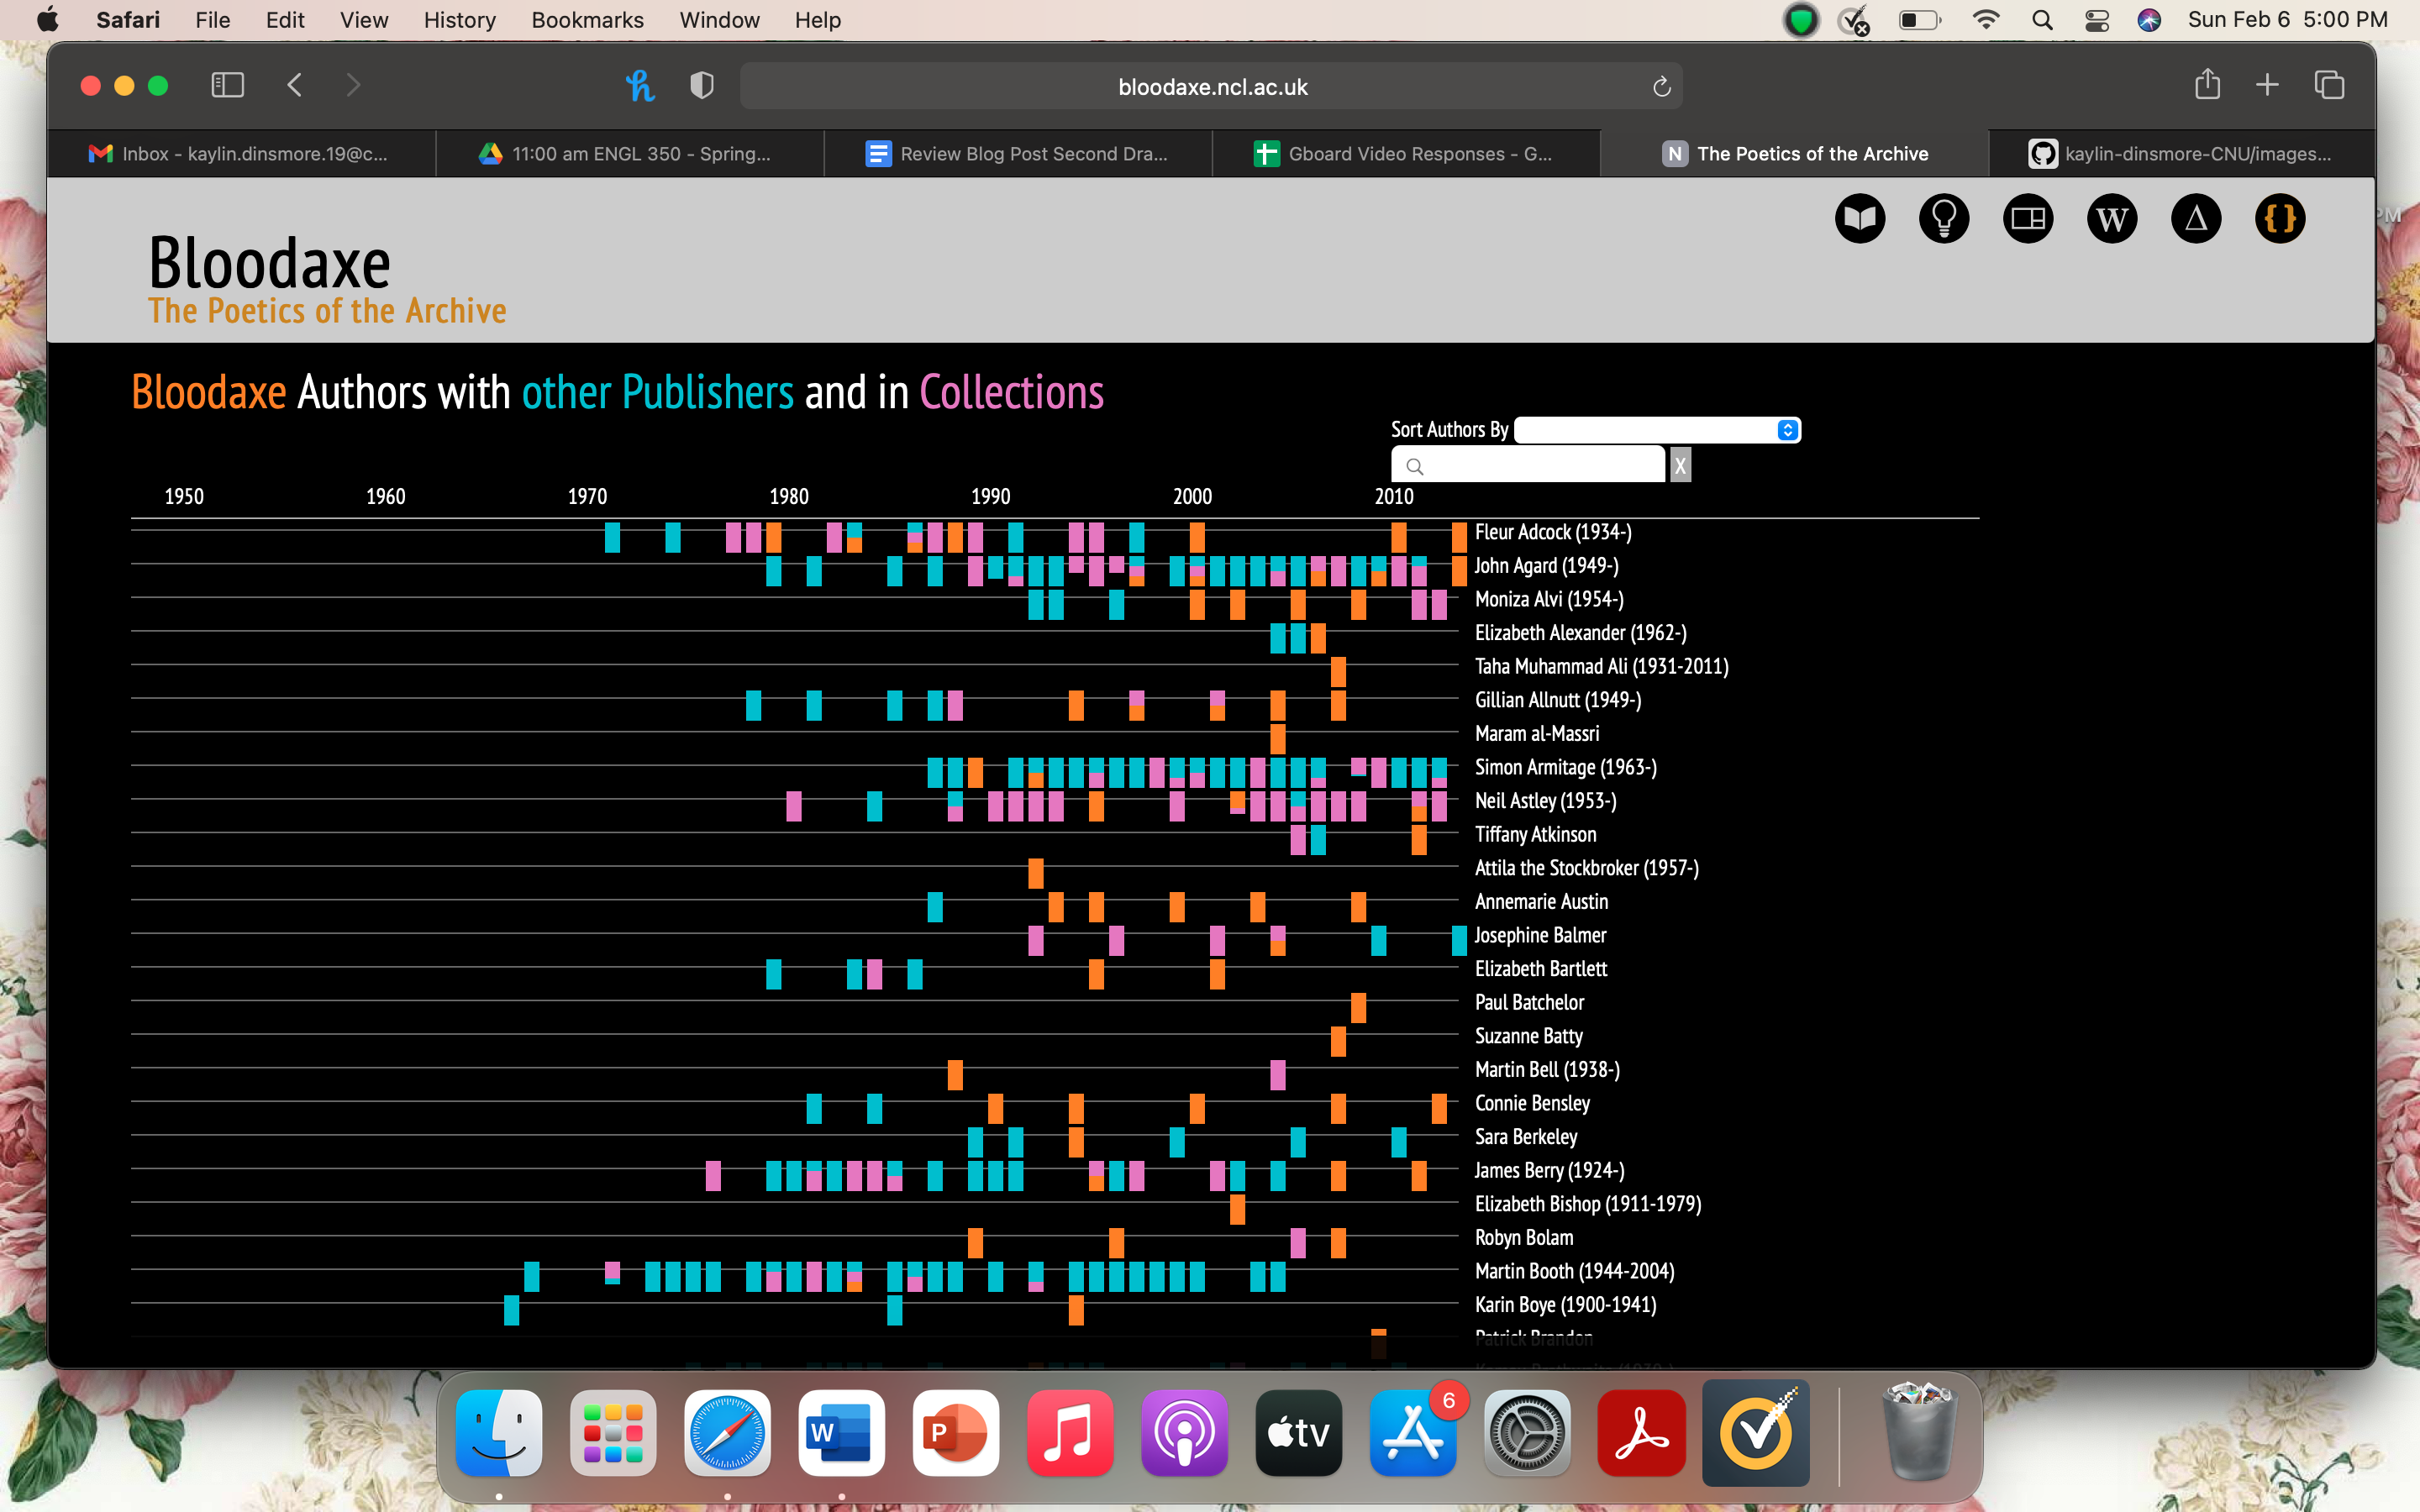 Safari File Edit View History Bookmarks Window Help Sun Feb 6 5:00 PM
bloodaxe.ncl.ac.uk
Inbox - kaylin.dinsmore.19@c... 11:00 am ENGL 350 - Spring... Review Blog Post Second Dra... Gboard Video Responses - G... N The Poetics of the Archive kaylin-dinsmore-CNU/images...
W Δ {}
PM
Bloodaxe
The Poetics of the Archive
Bloodaxe Authors with other Publishers and in Collections
Sort Authors By
X
1950 1960 1970 1980 1990 2000 2010
Fleur Adcock (1934-)
John Agard (1949-)
Moniza Alvi (1954-)
Elizabeth Alexander (1962-)
Taha Muhammad Ali (1931-2011)
Gillian Allnutt (1949-)
Maram al-Massri
Simon Armitage (1963-)
Neil Astley (1953-)
Tiffany Atkinson
Attila the Stockbroker (1957-)
Annemarie Austin
Josephine Balmer
Elizabeth Bartlett
Paul Batchelor
Suzanne Batty
Martin Bell (1938-)
Connie Bensley
Sara Berkeley
James Berry (1924-)
Elizabeth Bishop (1911-1979)
Robyn Bolam
Martin Booth (1944-2004)
Karin Boye (1900-1941)
Patrick Brandon
W P tv 6